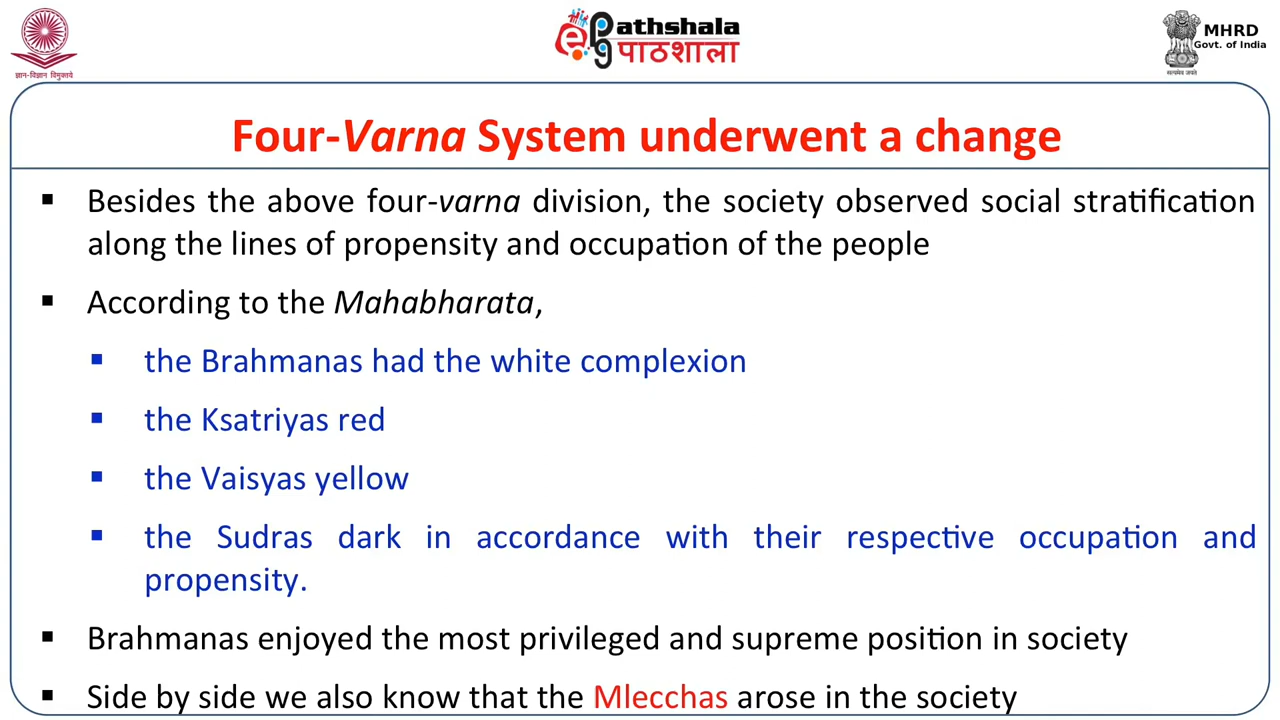 ज्ञान-विज्ञान विमुक्तये
ePathshala
पाठशाला
MHRD
Govt. of India
सत्यमेव जयते
Four-Varna System underwent a change
▪ Besides the above four-varna division, the society observed social stratification
along the lines of propensity and occupation of the people
▪ According to the Mahabharata,
▪ the Brahmanas had the white complexion
▪ the Ksatriyas red
▪ the Vaisyas yellow
▪ the Sudras dark in accordance with their respective occupation and
propensity.
▪ Brahmanas enjoyed the most privileged and supreme position in society
▪ Side by side we also know that the Mlecchas arose in the society